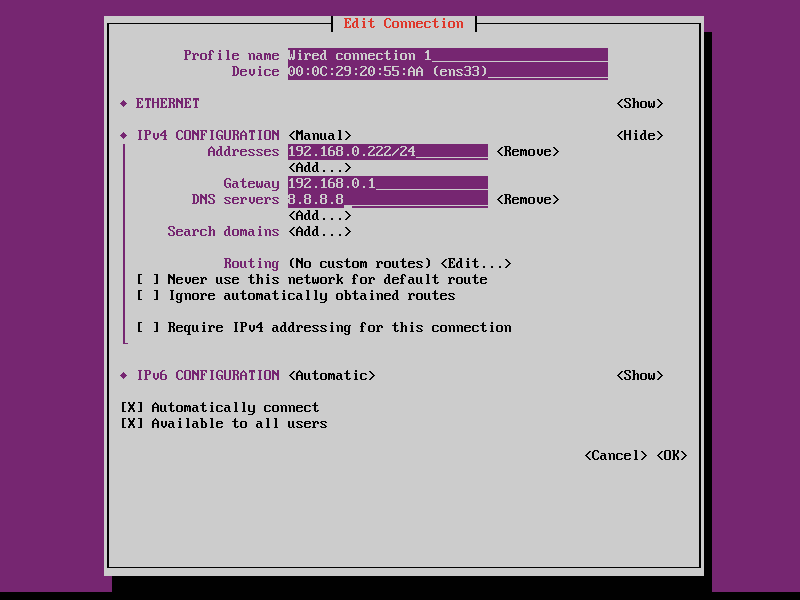 Edit Connection
Profile name Wired connection 1
Device 00:0C:29:20:55:AA (ens33)
ETHERNET <Show>
IPv4 CONFIGURATION <Manual> <Hide>
Addresses 192.168.0.222/24 <Remove>
<Add...>
Gateway 192.168.0.1
DNS servers 8.8.8.8 <Remove>
<Add...>
Search domains <Add...>
Routing (No custom routes) <Edit...>
[ ] Never use this network for default route
[ ] Ignore automatically obtained routes
[ ] Require IPv4 addressing for this connection
IPv6 CONFIGURATION <Automatic> <Show>
[X] Automatically connect
[X] Available to all users
<Cancel> <OK>